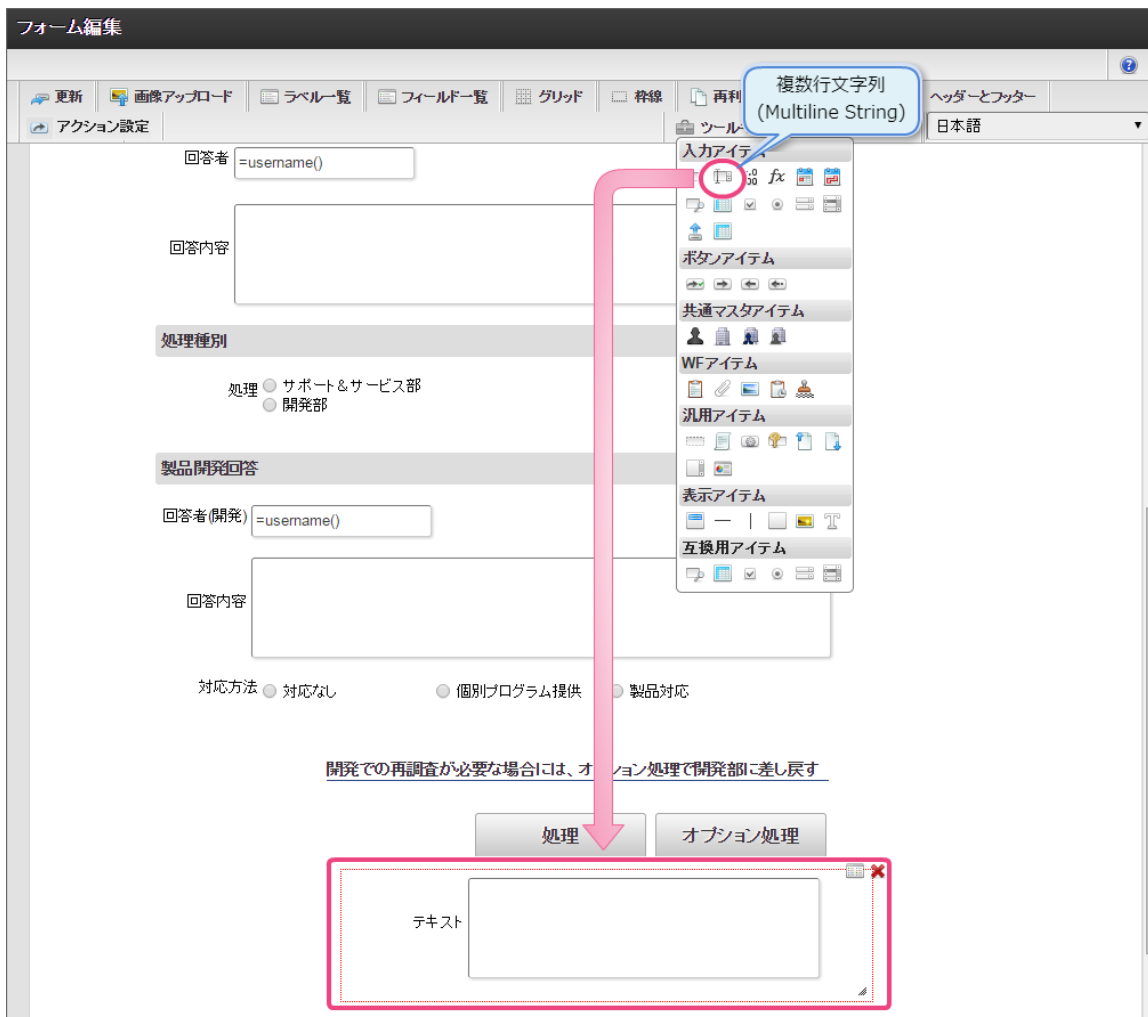 フォーム編集
更新 画像アップロード ラベル一覧 フィールド一覧 グリッド 枠線 再利 ヘッダーとフッター
複数行文字列
(Multiline String)
アクション設定 ツール 日本語
入力アイテム
fx
回答者 =username()
回答内容
ボタンアイテム
共通マスタアイテム
処理種別
WFアイテム
処理 サポート&サービス部
開発部
汎用アイテム
製品開発回答
表示アイテム
回答者(開発) =username()
互換用アイテム
回答内容
対応方法 対応なし 個別プログラム提供 製品対応
開発での再調査が必要な場合には、オプション処理で開発部に差し戻す
処理 オプション処理
テキスト